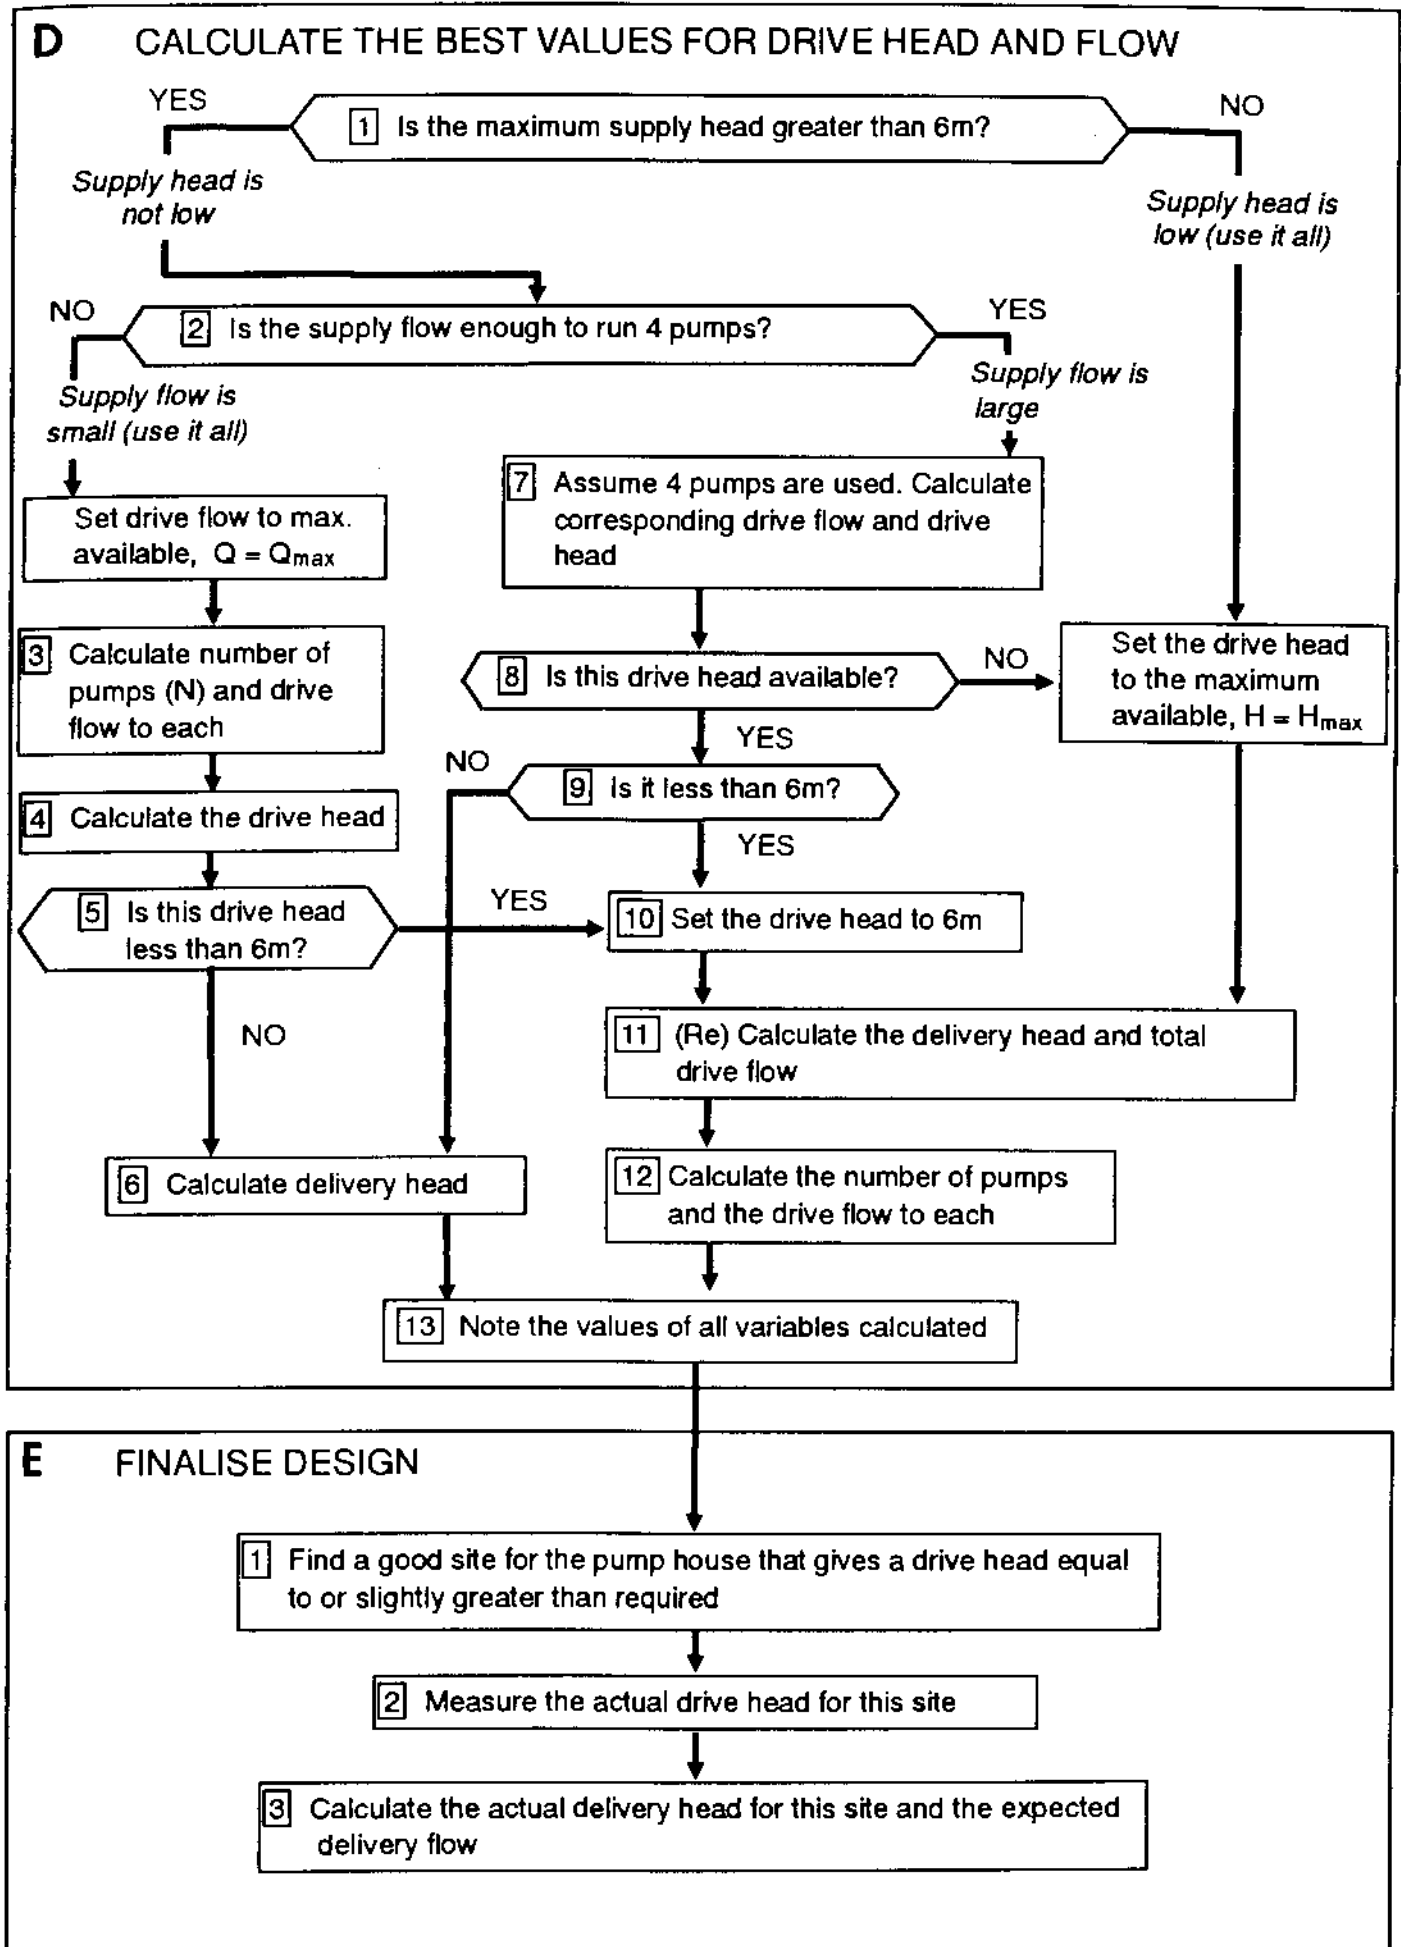 D CALCULATE THE BEST VALUES FOR DRIVE HEAD AND FLOW
YES
NO
1 Is the maximum supply head greater than 6m?
Supply head is
not low
Supply head is
low (use it all)
NO
YES
2 Is the supply flow enough to run 4 pumps?
Supply flow is
small (use it all)
Supply flow is
large
Set drive flow to max.
available, Q = Qmax
7 Assume 4 pumps are used. Calculate
corresponding drive flow and drive
head
3 Calculate number of
pumps (N) and drive
flow to each
8 Is this drive head available?
NO
Set the drive head
to the maximum
available, H = Hmax
YES
NO
9 Is it less than 6m?
4 Calculate the drive head
YES
5 Is this drive head
less than 6m?
YES
10 Set the drive head to 6m
NO
11 (Re) Calculate the delivery head and total
drive flow
6 Calculate delivery head
12 Calculate the number of pumps
and the drive flow to each
13 Note the values of all variables calculated
E FINALISE DESIGN
1 Find a good site for the pump house that gives a drive head equal
to or slightly greater than required
2 Measure the actual drive head for this site
3 Calculate the actual delivery head for this site and the expected
delivery flow